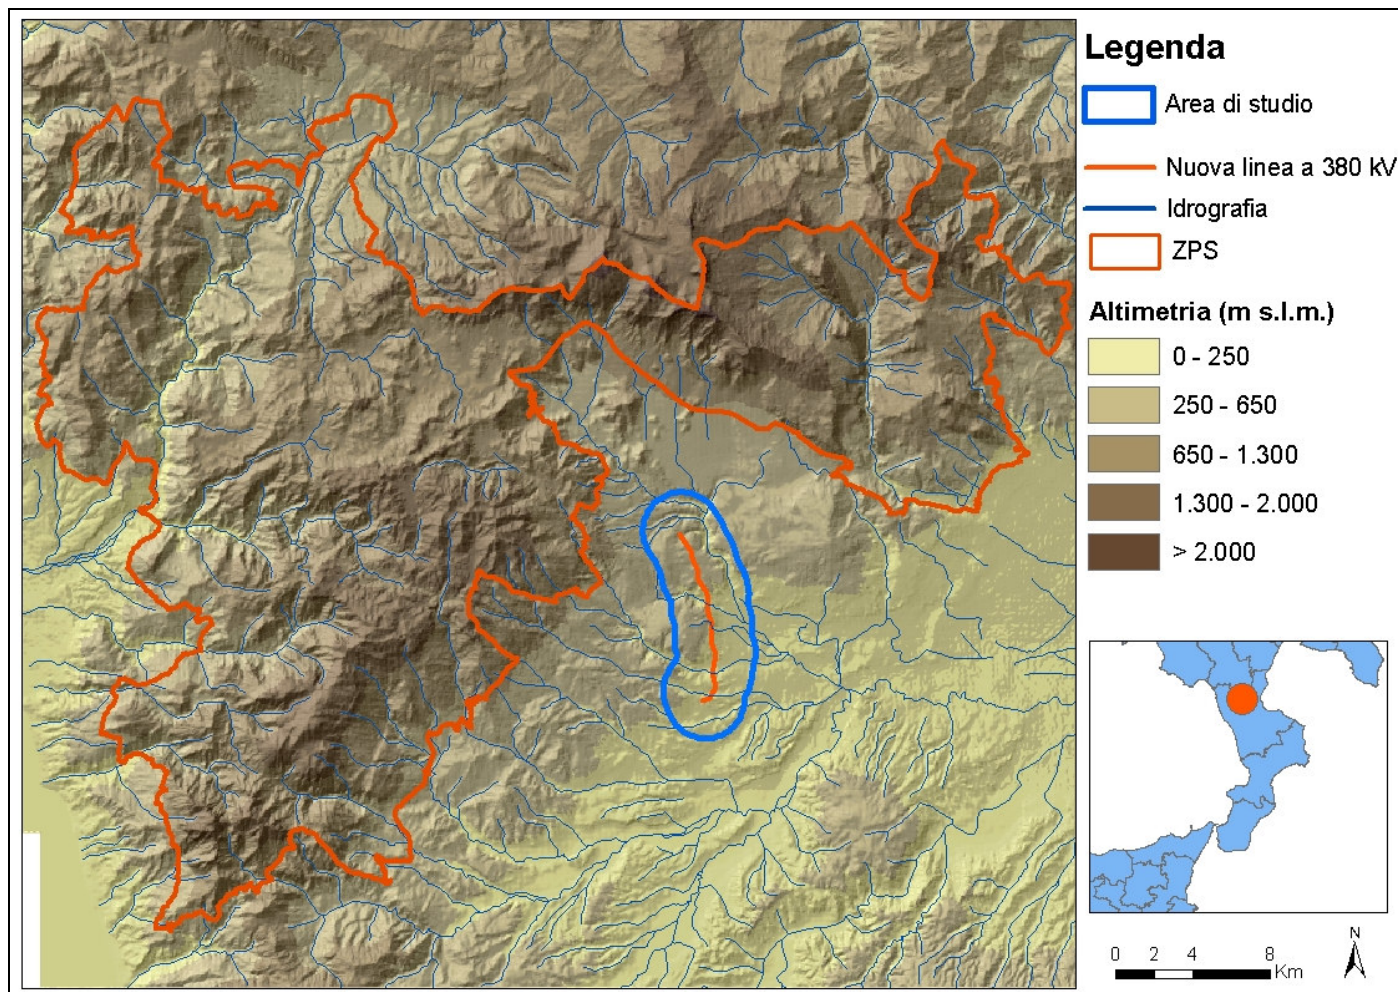 Legenda
Area di studio
Nuova linea a 380 kV
Idrografia
ZPS
Altimetria (m s.l.m.)
0 - 250
250 - 650
650 - 1.300
1.300 - 2.000
> 2.000
N
0 2 4 8
Km